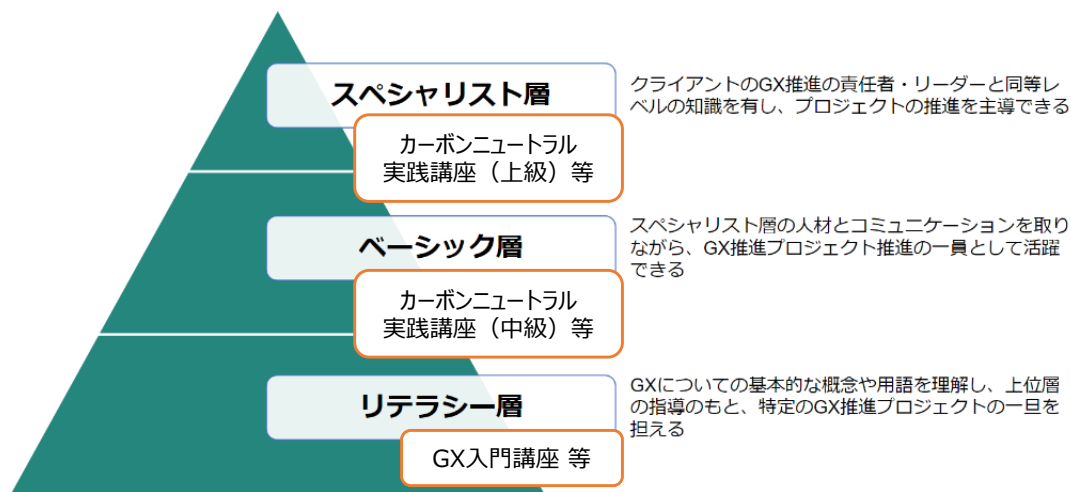 スペシャリスト層
カーボンニュートラル
実践講座（上級）等
クライアントのGX推進の責任者・リーダーと同等レ
ベルの知識を有し、プロジェクトの推進を主導できる
ベーシック層
カーボンニュートラル
実践講座（中級）等
スペシャリスト層の人材とコミュニケーションを取り
ながら、GX推進プロジェクト推進の一員として活躍
できる
リテラシー層
GX入門講座 等
GXについての基本的な概念や用語を理解し、上位層
の指導のもと、特定のGX推進プロジェクトの一旦を
担える